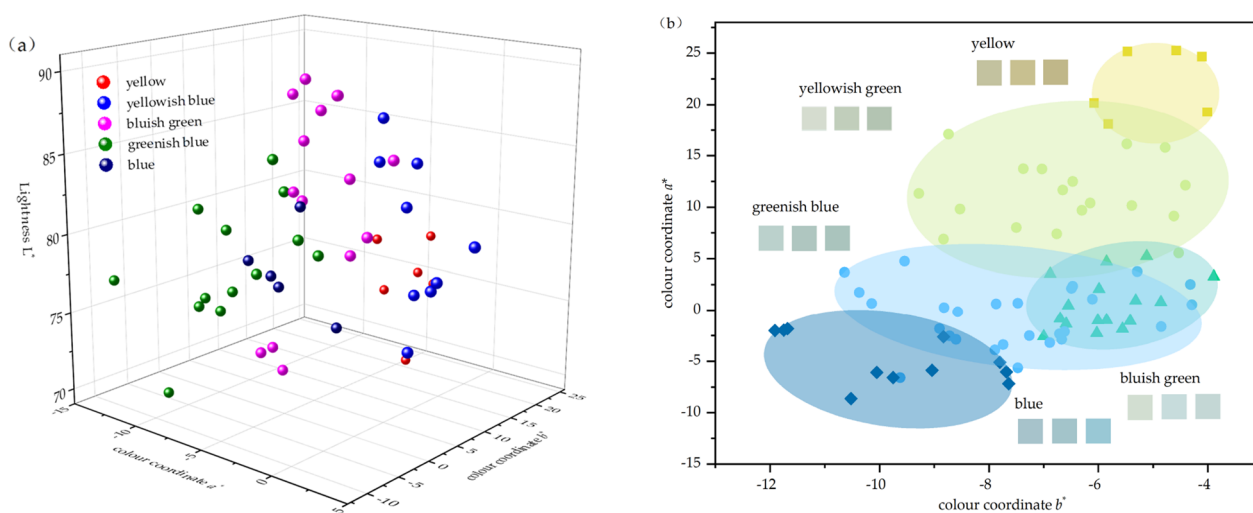 (a)
yellow
yellowish blue
bluish green
greenish blue
blue
Lightness L*
90
85
80
75
70
-15
-10
-5
0
5
colour coordinate a*
-10
-5
0
5
10
15
20
25
colour coordinate b*
(b)
yellow
yellowish green
greenish blue
bluish green
blue
colour coordinate a*
25
20
15
10
5
0
-5
-10
-15
-12
-10
-8
-6
-4
colour coordinate b*